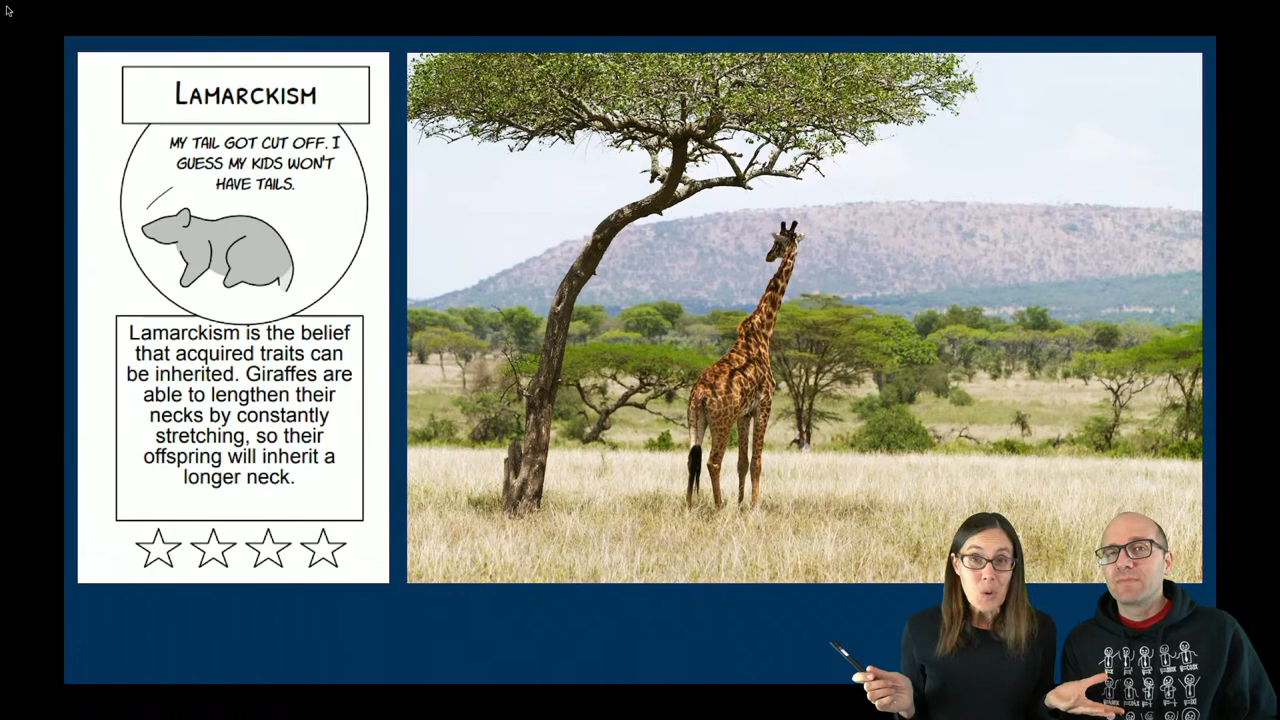 LAMARCKISM
MY TAIL GOT CUT OFF. I
GUESS MY KIDS WON'T
HAVE TAILS.
Lamarckism is the belief
that acquired traits can
be inherited. Giraffes are
able to lengthen their
necks by constantly
stretching, so their
offspring will inherit a
longer neck.